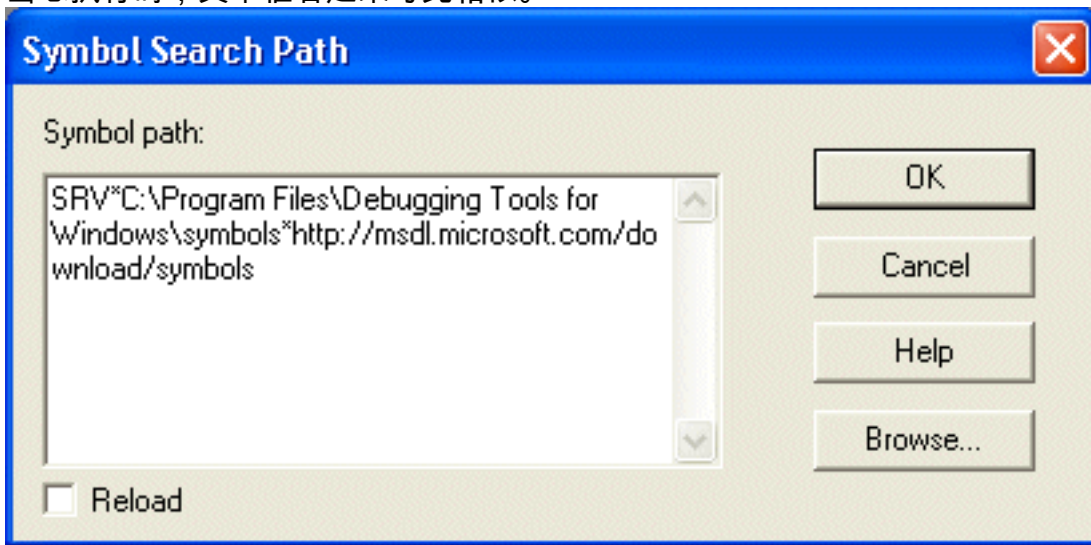 Symbol Search Path
Symbol path:
SRV*C:\Program Files\Debugging Tools for
Windows\symbols*http://msdl.microsoft.com/do
wnload/symbols
OK
Cancel
Help
Browse...
Reload